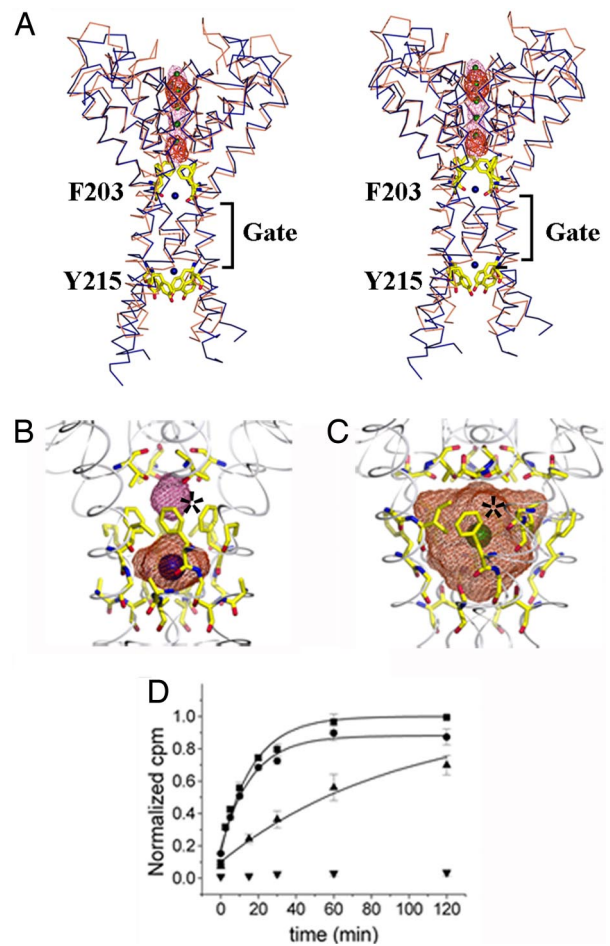 A
F203
Gate
Y215
F203
Gate
Y215
B
*
C
*
D
Normalized cpm
1.0
0.8
0.6
0.4
0.2
0.0
0 20 40 60 80 100 120
time (min)